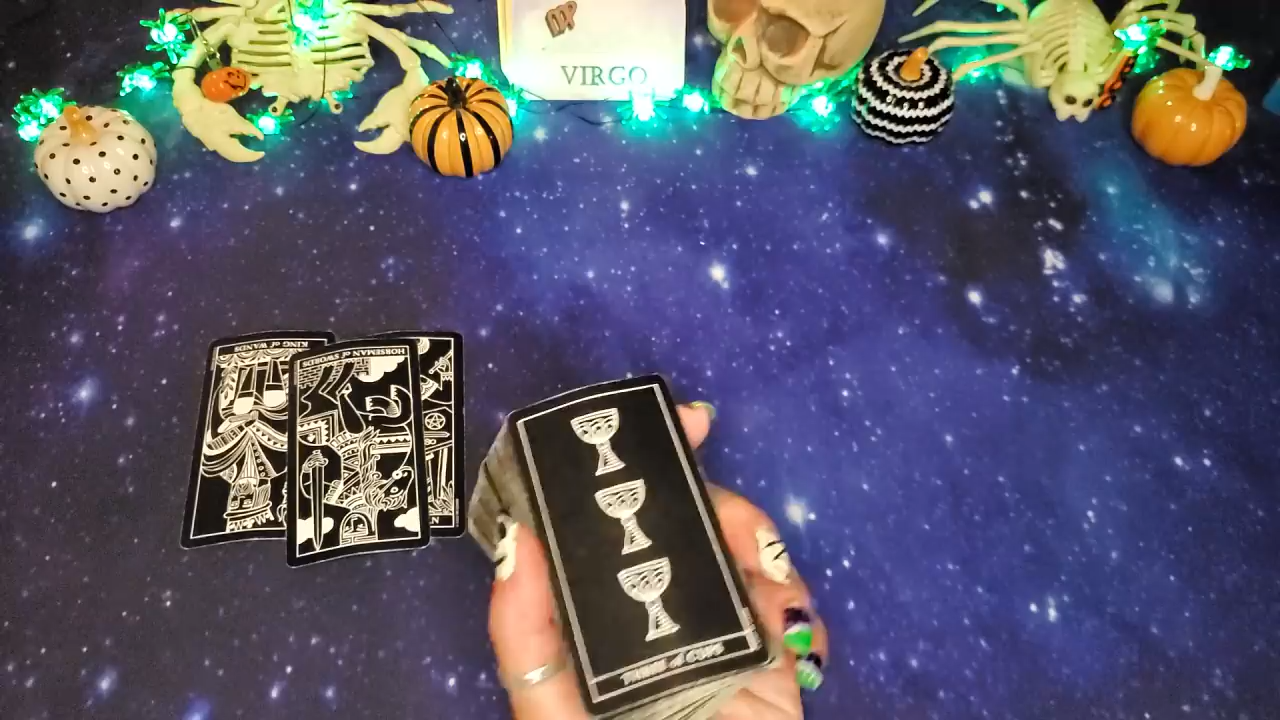 VIRGO
KING of WANDS
HORSEMAN of SWORDS
THREE of CUPS